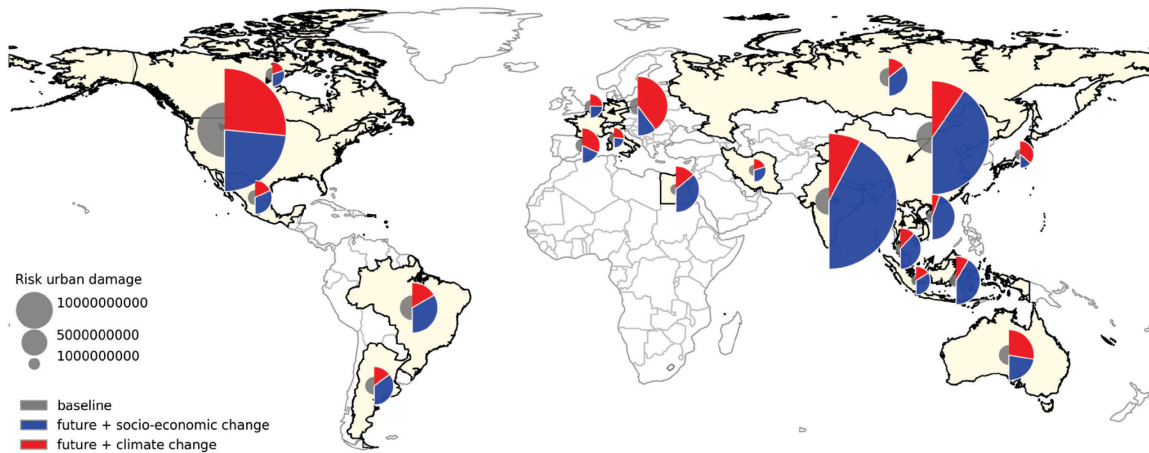 Risk urban damage
10000000000
5000000000
1000000000
baseline
future + socio-economic change
future + climate change